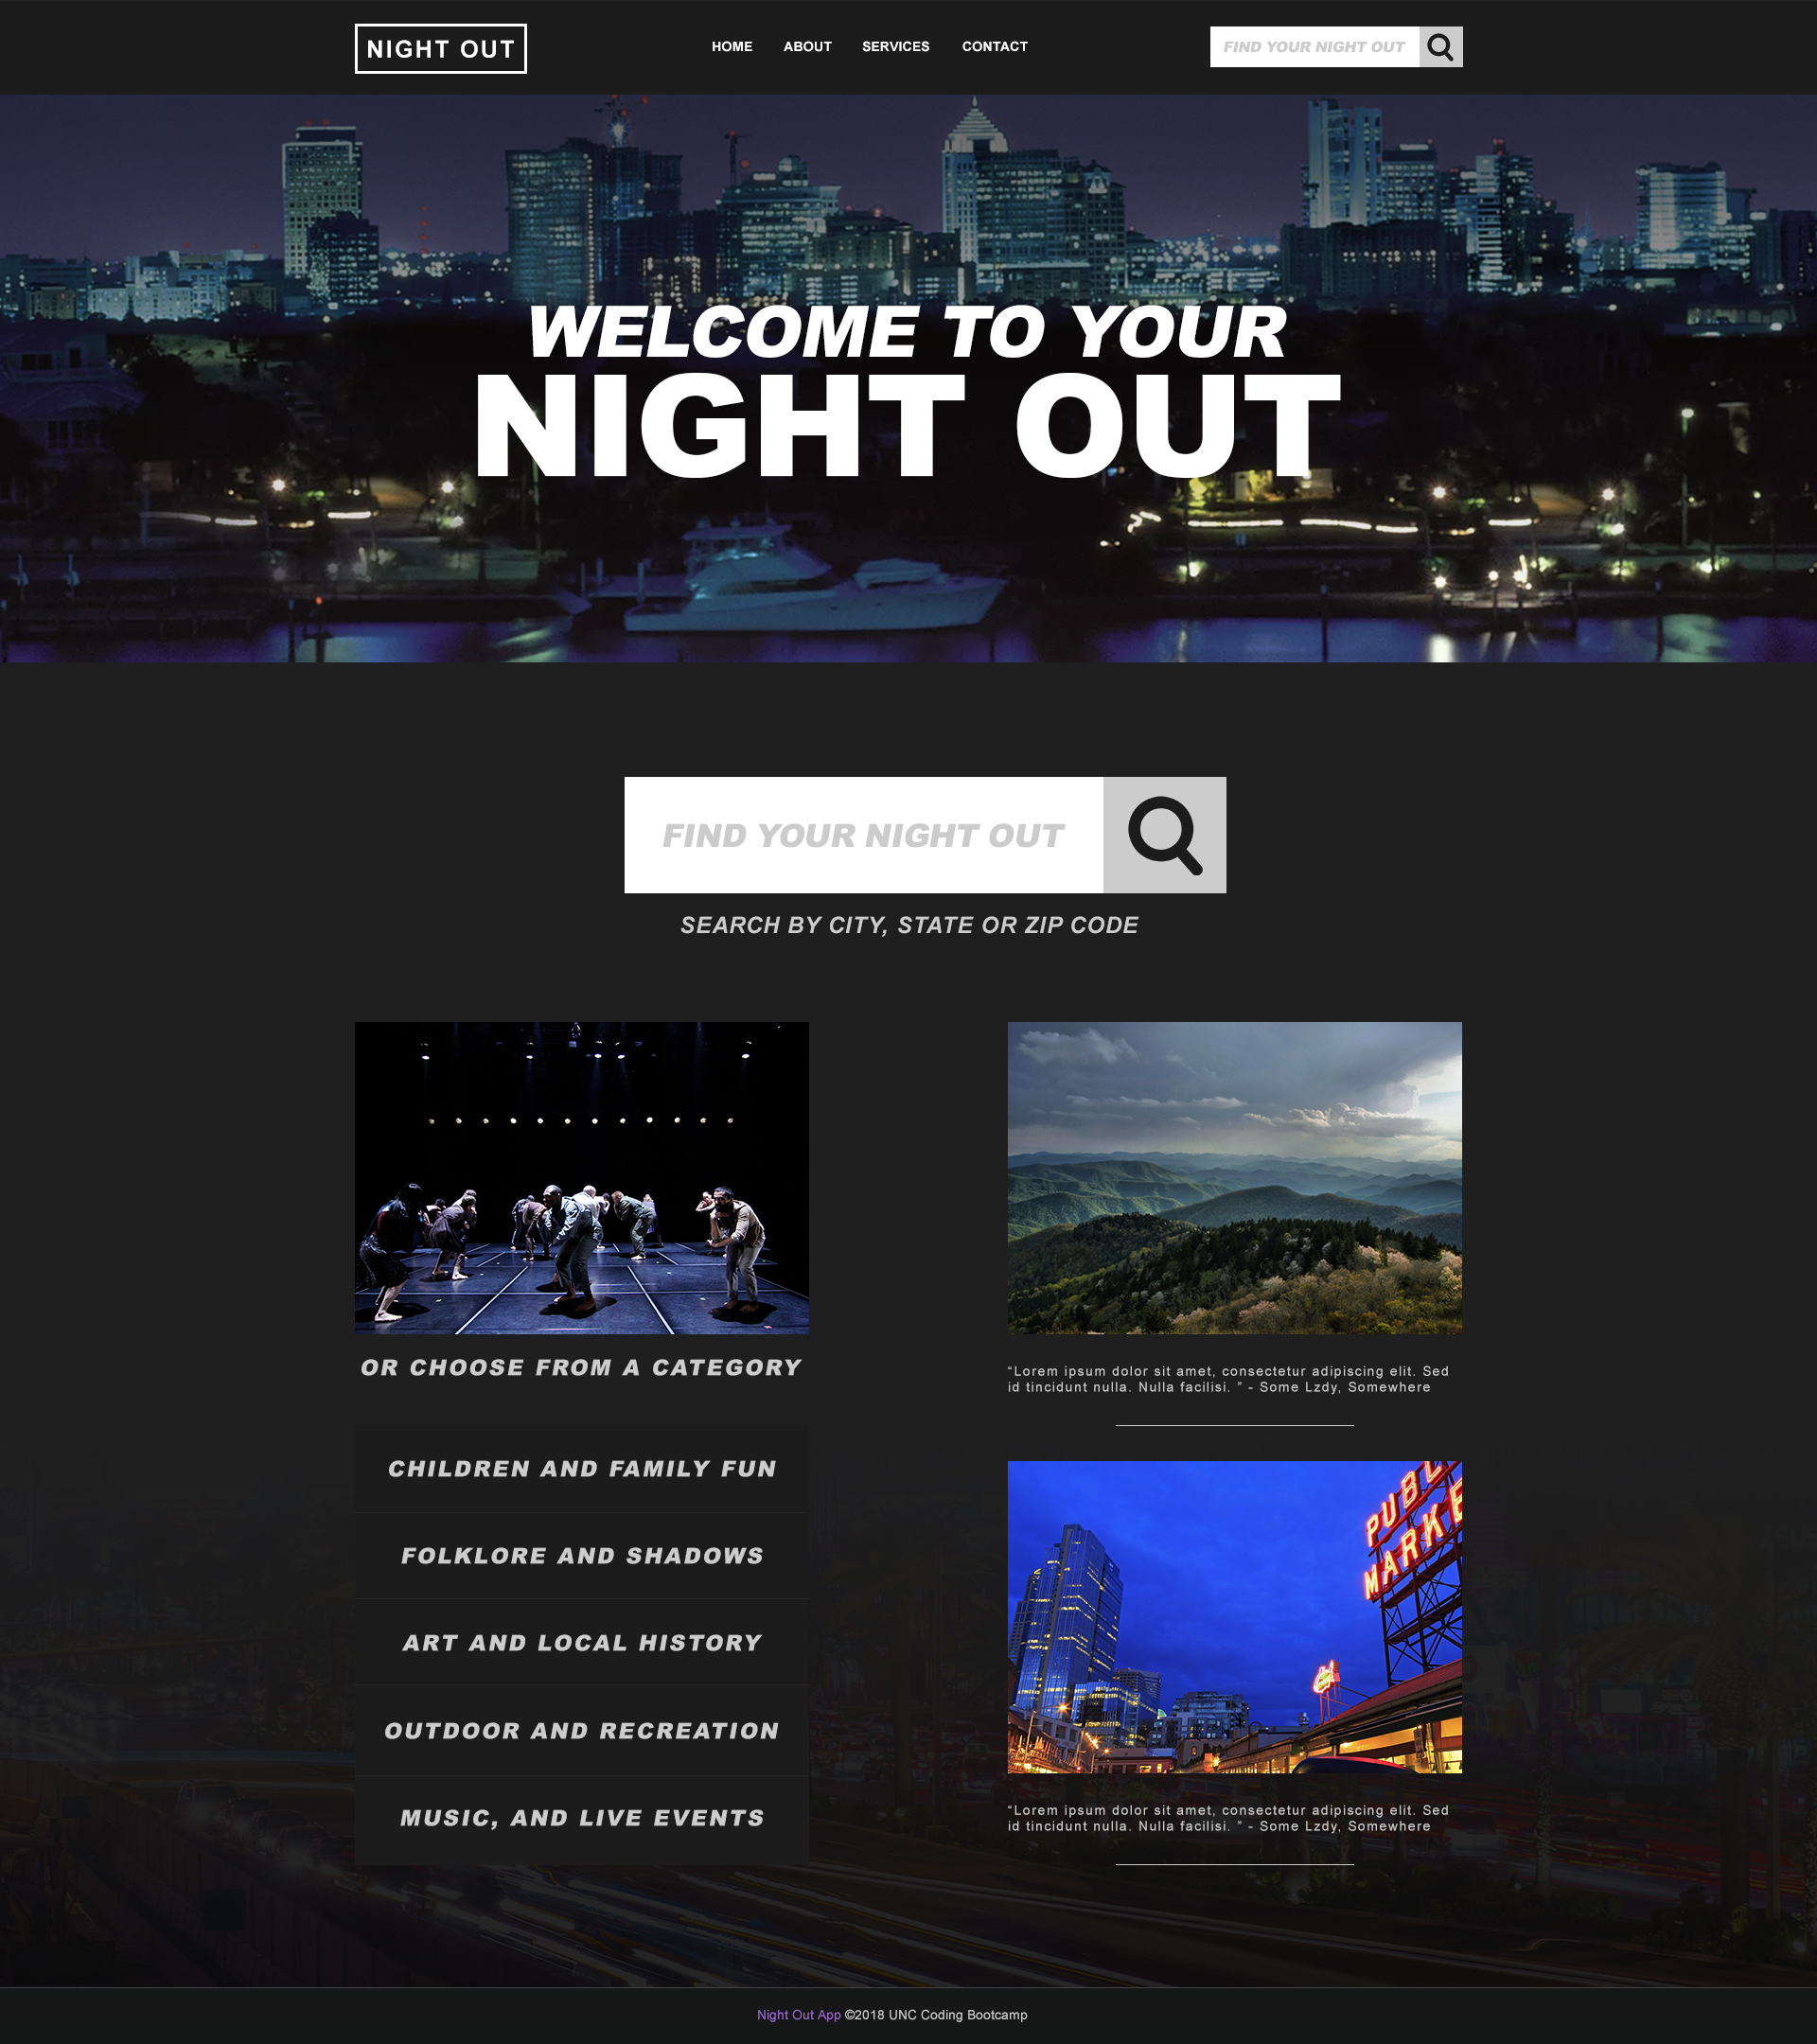 NIGHT OUT
HOME ABOUT SERVICES CONTACT
FIND YOUR NIGHT OUT
WELCOME TO YOUR
NIGHT OUT
FIND YOUR NIGHT OUT
SEARCH BY CITY, STATE OR ZIP CODE
OR CHOOSE FROM A CATEGORY
CHILDREN AND FAMILY FUN
FOLKLORE AND SHADOWS
ART AND LOCAL HISTORY
OUTDOOR AND RECREATION
MUSIC, AND LIVE EVENTS
“Lorem ipsum dolor sit amet, consectetur adipiscing elit. Sed
id tincidunt nulla. Nulla facilisi. ” - Some Lzdy, Somewhere
PUBL
MARKE
“Lorem ipsum dolor sit amet, consectetur adipiscing elit. Sed
id tincidunt nulla. Nulla facilisi. ” - Some Lzdy, Somewhere
Night Out App ©2018 UNC Coding Bootcamp